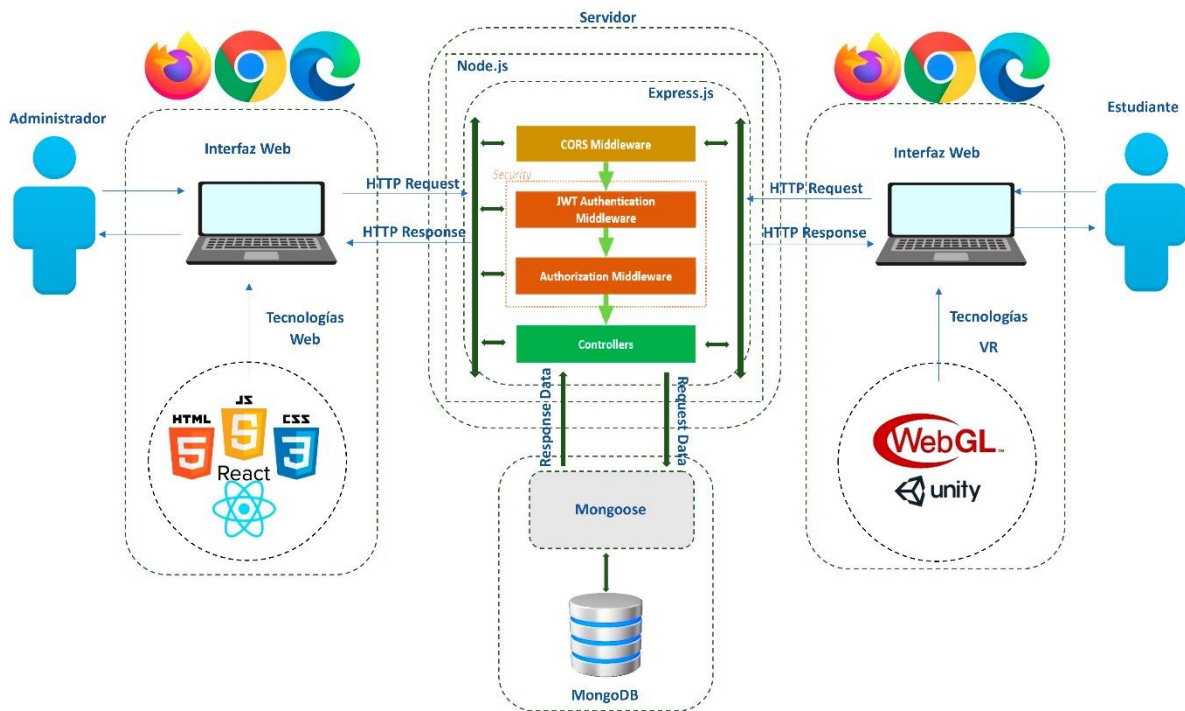 Servidor
Node.js
Express.js
Administrador
Estudiante
Interfaz Web
CORS Middleware
Interfaz Web
Security
HTTP Request
JWT Authentication
Middleware
HTTP Request
HTTP Response
HTTP Response
Authorization Middleware
Tecnologías
Web
Controllers
Tecnologías
VR
Response Data
Request Data
HTML
5
JS
5
CSS
3
React
WebGL™
unity
Mongoose
MongoDB